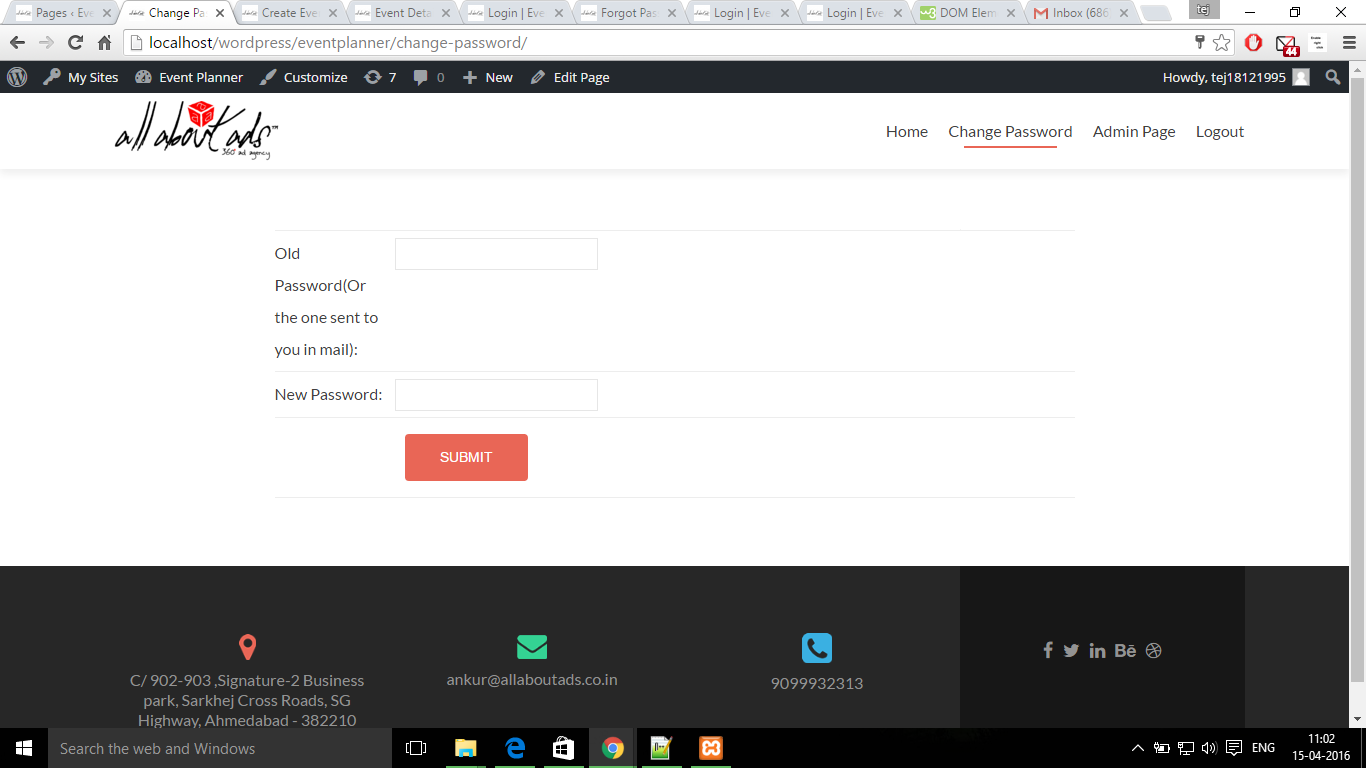 Pages ‹ Eve
Change Pa
Create Eve
Event Deta
Login | Eve
Forgot Pas
Login | Eve
Login | Eve
DOM Elem
Inbox (686
tej
localhost/wordpress/eventplanner/change-password/
44
My Sites
Event Planner
Customize
7
0
New
Edit Page
Howdy, tej18121995
all about ads™
360 ad agency
Home
Change Password
Admin Page
Logout
Old
Password(Or
the one sent to
you in mail):
New Password:
SUBMIT
C/ 902-903 ,Signature-2 Business
park, Sarkhej Cross Roads, SG
Highway, Ahmedabad - 382210
ankur@allaboutads.co.in
9099932313
Search the web and Windows
ENG
11:02
15-04-2016